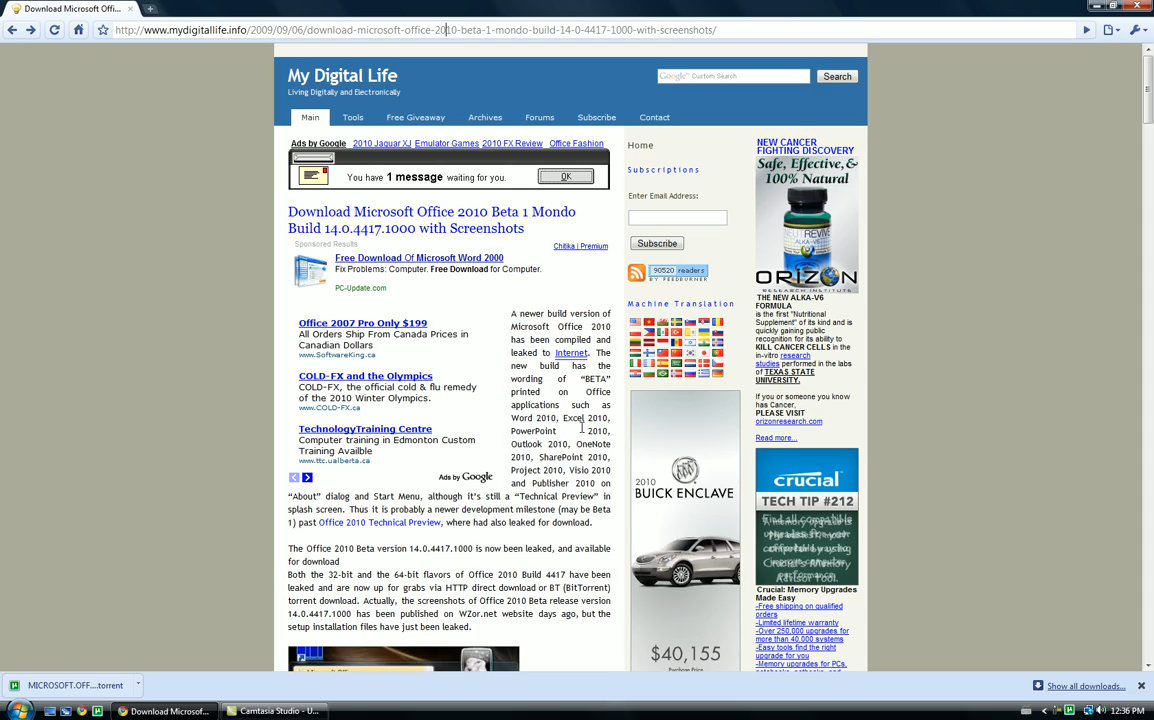 Download Microsoft Offi...
http://www.mydigitallife.info/2009/09/06/download-microsoft-office-2010-beta-1-mondo-build-14-0-4417-1000-with-screenshots/
My Digital Life
Living Digitally and Electronically
Google™ Custom Search
Search
Main
Tools
Free Giveaway
Archives
Forums
Subscribe
Contact
Ads by Google
2010 Jaguar XJ
Emulator Games
2010 FX Review
Office Fashion
You have 1 message waiting for you.
OK
Download Microsoft Office 2010 Beta 1 Mondo
Build 14.0.4417.1000 with Screenshots
Sponsored Results
Chitika | Premium
Free Download Of Microsoft Word 2000
Fix Problems: Computer. Free Download for Computer.
PC-Update.com
Office 2007 Pro Only $199
All Orders Ship From Canada Prices in
Canadian Dollars
www.SoftwareKing.ca
COLD-FX and the Olympics
COLD-FX, the official cold & flu remedy
of the 2010 Winter Olympics.
www.COLD-FX.ca
TechnologyTraining Centre
Computer training in Edmonton Custom
Training Availble
www.ttc.ualberta.ca
Ads by Google
A newer build version of
Microsoft Office 2010
has been compiled and
leaked to Internet. The
new build has the
wording of “BETA”
printed on Office
applications such as
Word 2010, Excel 2010,
PowerPoint 2010,
Outlook 2010, OneNote
2010, SharePoint 2010,
Project 2010, Visio 2010
and Publisher 2010 on
“About” dialog and Start Menu, although it’s still a “Technical Preview” in
splash screen. Thus it is probably a newer development milestone (may be Beta
1) past Office 2010 Technical Preview, where had also leaked for download.
The Office 2010 Beta version 14.0.4417.1000 is now been leaked, and available
for download
Both the 32-bit and the 64-bit flavors of Office 2010 Build 4417 have been
leaked and are now up for grabs via HTTP direct download or BT (BitTorrent)
torrent download. Actually, the screenshots of Office 2010 Beta release version
14.0.4417.1000 has been published on WZor.net website days ago, but the
setup installation files have just been leaked.
Home
Subscriptions
Enter Email Address:
Subscribe
90520 readers
BY FEEDBURNER
Machine Translation
2010
BUICK ENCLAVE
$40,155
Purchase Price
NEW CANCER
FIGHTING DISCOVERY
Safe, Effective,&
100% Natural
NEUTREVIVE
ALKA-V6
ORIZON
RESEARCH INSTITUTE
THE NEW ALKA-V6
FORMULA
is the first "Nutritional
Supplement" of its kind and is
quickly gaining public
recognition for its ability to
KILL CANCER CELLS in the
in-vitro research
studies performed in the labs
of TEXAS STATE
UNIVERSITY.
If you or someone you know
has Cancer,
PLEASE VISIT
orizonresearch.com
Read more...
crucial
TECH TIP #212
Crucial: Memory Upgrades
Made Easy
-Free shipping on qualified
orders
-Limited lifetime warranty
-Over 250,000 upgrades for
more than 40,000 systems
-Easy tools find the right
upgrade for you
-Memory upgrades for PCs,
MICROSOFT.OFF....torrent
Show all downloads...
Download Microsof...
Camtasia Studio - U...
12:36 PM